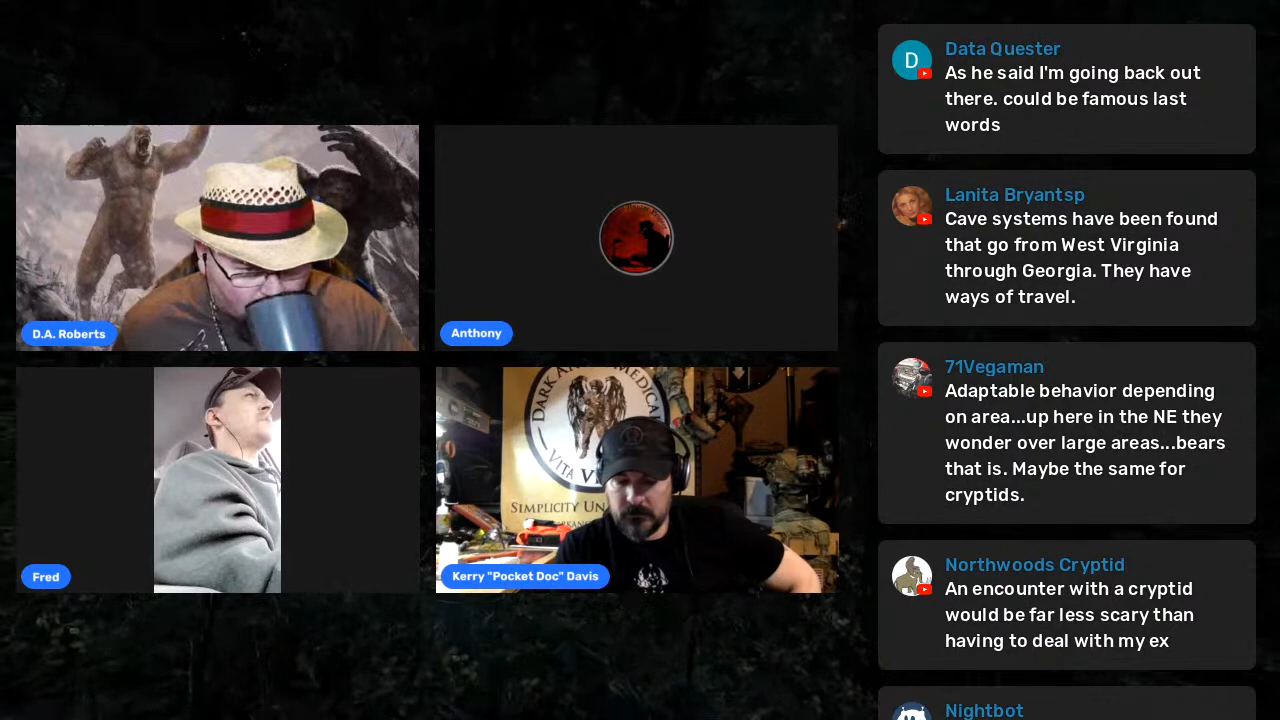 D.A. Roberts
Anthony
Fred
DARK
MEDICAL
VITA
SIMPLICITY
Kerry "Pocket Doc" Davis
Data Quester
D
As he said I'm going back out
there. could be famous last
words
Lanita Bryantsp
Cave systems have been found
that go from West Virginia
through Georgia. They have
ways of travel.
71Vegaman
Adaptable behavior depending
on area...up here in the NE they
wonder over large areas...bears
that is. Maybe the same for
cryptids.
Northwoods Cryptid
An encounter with a cryptid
would be far less scary than
having to deal with my ex
Nightbot